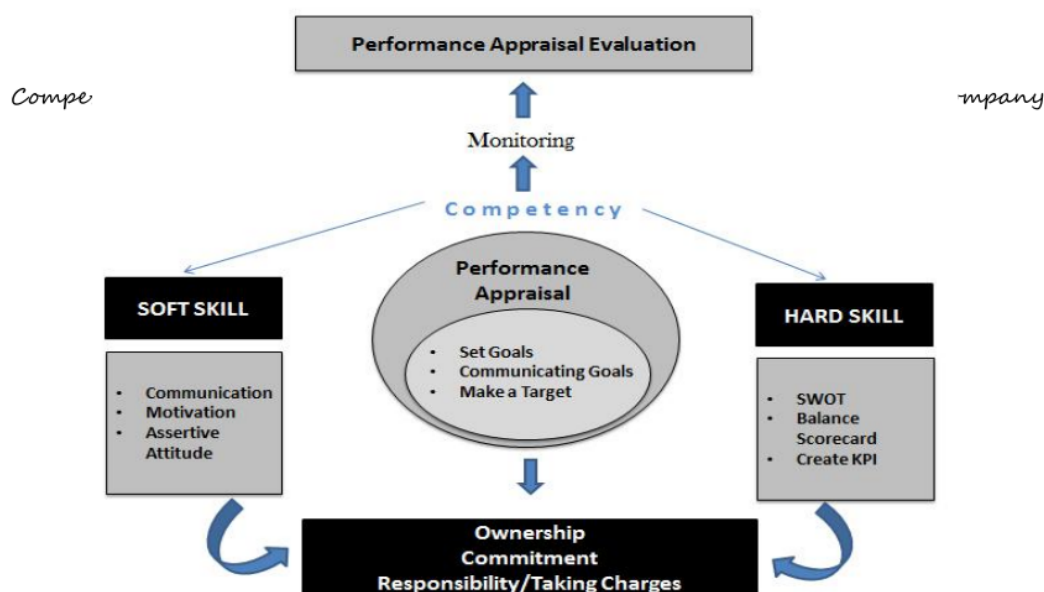 Performance Appraisal Evaluation
Compe
mpany
Monitoring
Competency
Performance
Appraisal
• Set Goals
• Communicating Goals
• Make a Target
SOFT SKILL
• Communication
• Motivation
• Assertive
Attitude
HARD SKILL
• SWOT
• Balance
Scorecard
• Create KPI
Ownership
Commitment
Responsibility/Taking Charges